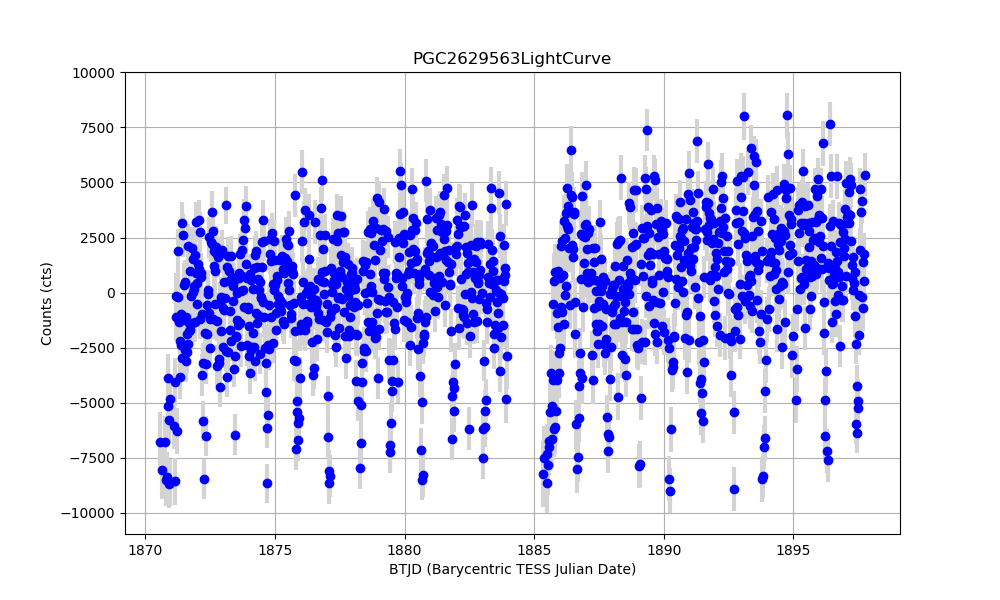 PGC2629563LightCurve
10000
7500
5000
2500
0
−2500
−5000
−7500
−10000
Counts (cts)
1870 1875 1880 1885 1890 1895
BTJD (Barycentric TESS Julian Date)